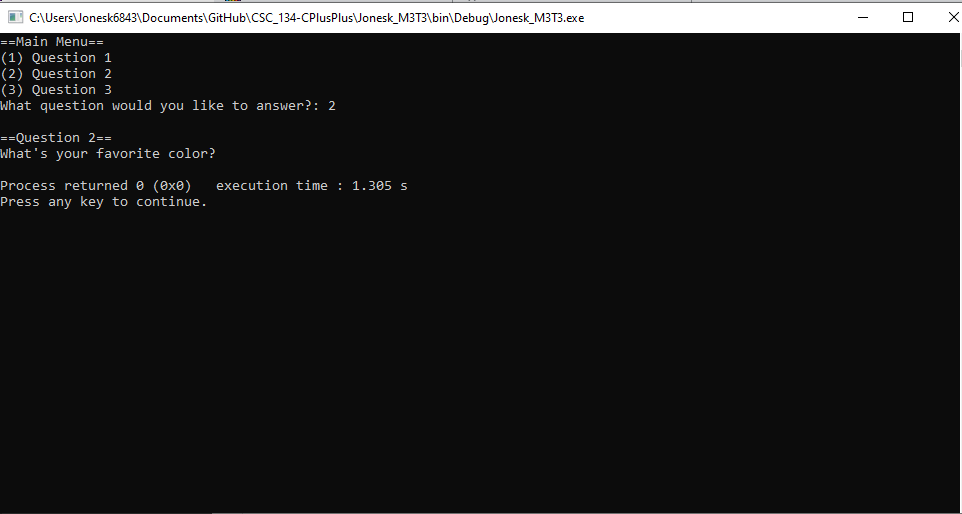 C:\Users\Jonesk6843\Documents\GitHub\CSC_134-CPlusPlus\Jonesk_M3T3\bin\Debug\Jonesk_M3T3.exe
==Main Menu==
(1) Question 1
(2) Question 2
(3) Question 3
What question would you like to answer?: 2
==Question 2==
What's your favorite color?
Process returned 0 (0x0)   execution time : 1.305 s
Press any key to continue.